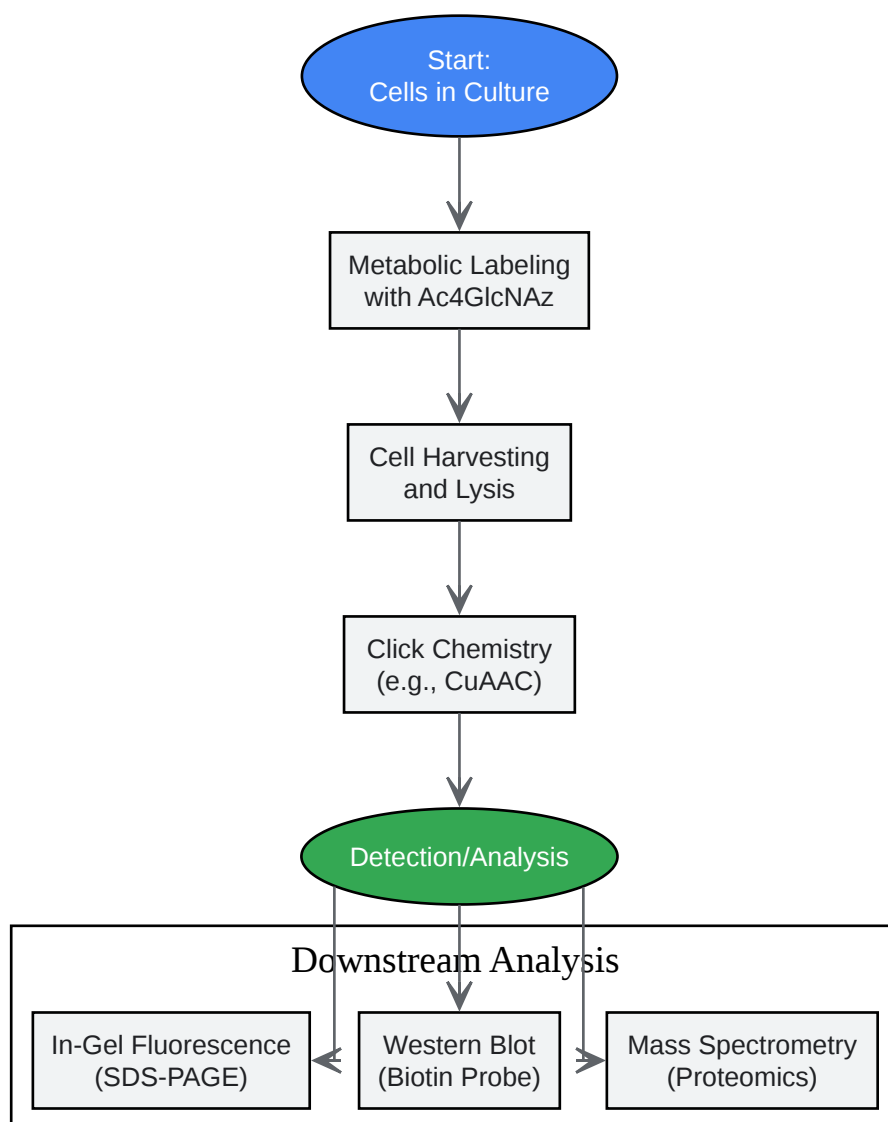 Start:
Cells in Culture
Metabolic Labeling
with Ac4GlcNAz
Cell Harvesting
and Lysis
Click Chemistry
(e.g., CuAAC)
Detection/Analysis
Downstream Analysis
In-Gel Fluorescence
(SDS-PAGE)
Western Blot
(Biotin Probe)
Mass Spectrometry
(Proteomics)